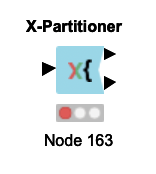 X-Partitioner
X{
Node 163